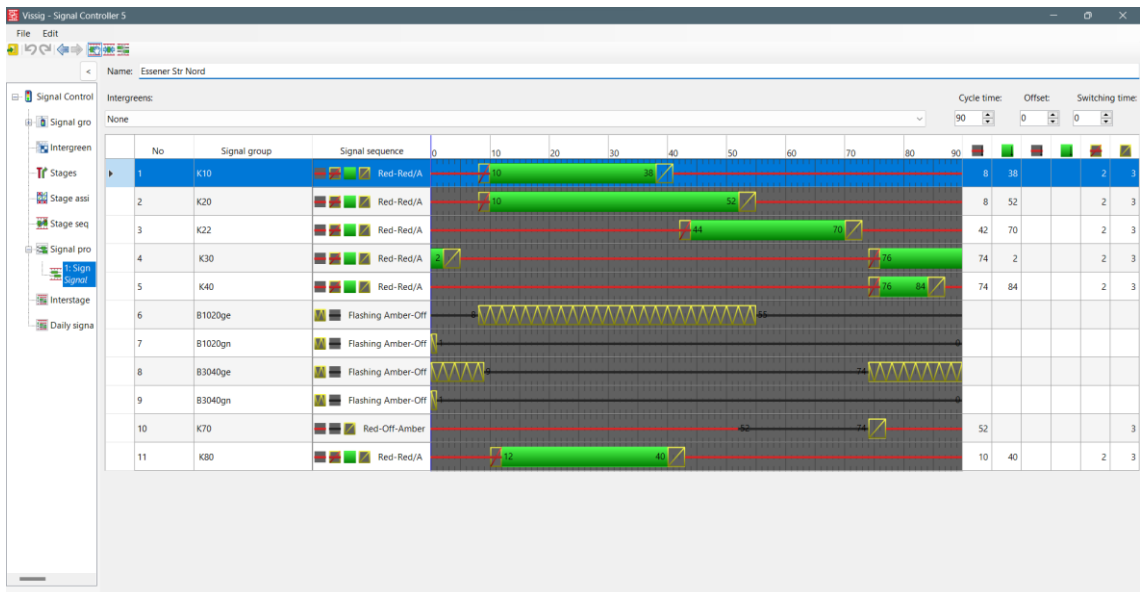 Vissig - Signal Controller 5
File Edit
< Name: Essener Str Nord
Signal Control
Intergreens: Cycle time: Offset: Switching time:
None 90 0 0
Signal gro
Intergreen
Stages
Stage assi
Stage seq
Signal pro
1: Sign
Signal
Interstage
Daily signa
No Signal group Signal sequence 0 10 20 30 40 50 60 70 80 90
1 K10 Red-Red/A 10 38 8 38 2 3
2 K20 Red-Red/A 10 52 8 52 2 3
3 K22 Red-Red/A 44 70 42 70 2 3
4 K30 Red-Red/A 2 76 74 2 2 3
5 K40 Red-Red/A 76 84 74 84 2 3
6 B1020ge Flashing Amber-Off 8 55
7 B1020gn Flashing Amber-Off 1 0
8 B3040ge Flashing Amber-Off 9 74
9 B3040gn Flashing Amber-Off 1 0
10 K70 Red-Off-Amber 52 74 52 3
11 K80 Red-Red/A 12 40 10 40 2 3